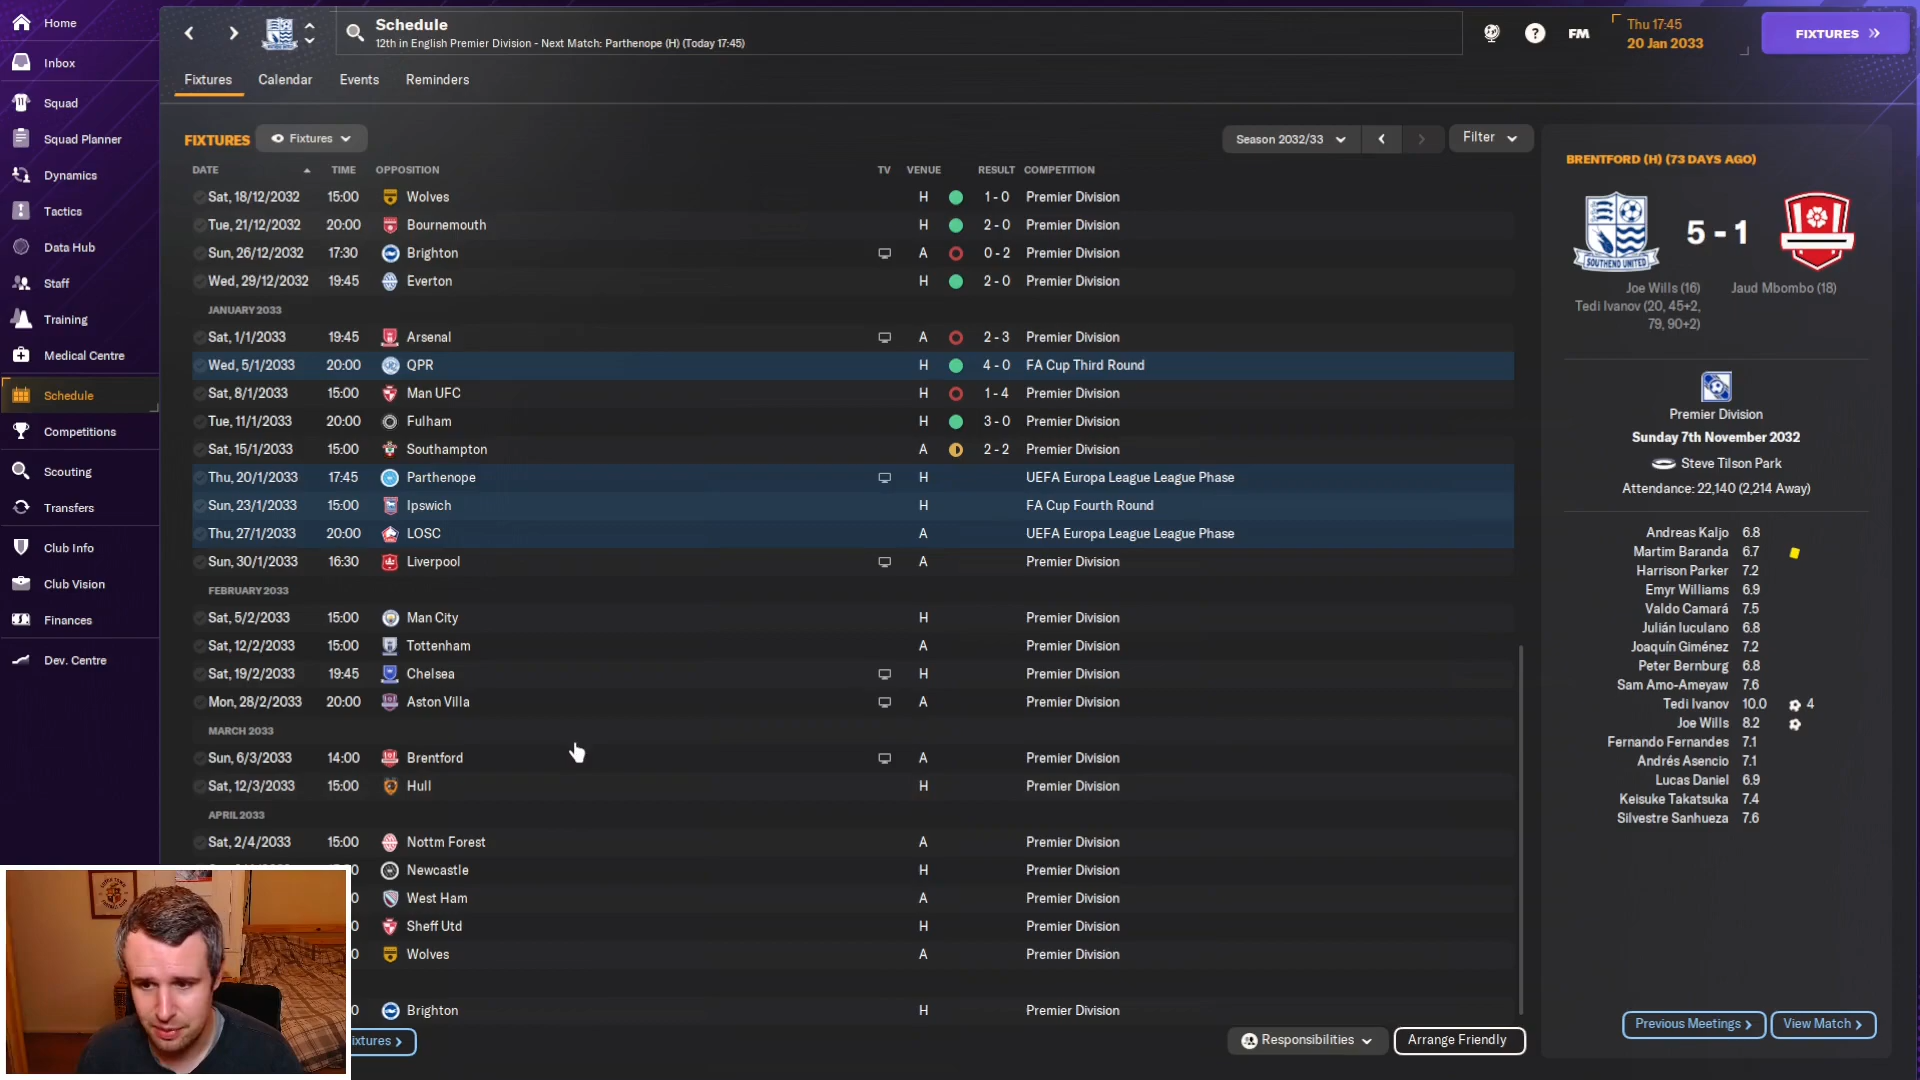 Home
Inbox
Squad
Squad Planner
Dynamics
Tactics
Data Hub
Staff
Training
Medical Centre
Schedule
Competitions
Scouting
Transfers
Club Info
Club Vision
Finances
Dev. Centre
Schedule
12th in English Premier Division - Next Match: Parthenope (H) (Today 17:45)
?
FM
Thu 17:45
20 Jan 2033
FIXTURES
Fixtures Calendar Events Reminders
FIXTURES Fixtures
Season 2032/33 Filter
DATE TIME OPPOSITION TV VENUE RESULT COMPETITION
Sat, 18/12/2032 15:00 Wolves H 1 - 0 Premier Division
Tue, 21/12/2032 20:00 Bournemouth H 2 - 0 Premier Division
Sun, 26/12/2032 17:30 Brighton A 0 - 2 Premier Division
Wed, 29/12/2032 19:45 Everton H 2 - 0 Premier Division
JANUARY 2033
Sat, 1/1/2033 19:45 Arsenal A 2 - 3 Premier Division
Wed, 5/1/2033 20:00 QPR H 4 - 0 FA Cup Third Round
Sat, 8/1/2033 15:00 Man UFC H 1 - 4 Premier Division
Tue, 11/1/2033 20:00 Fulham H 3 - 0 Premier Division
Sat, 15/1/2033 15:00 Southampton A 2 - 2 Premier Division
Thu, 20/1/2033 17:45 Parthenope H UEFA Europa League League Phase
Sun, 23/1/2033 15:00 Ipswich H FA Cup Fourth Round
Thu, 27/1/2033 20:00 LOSC A UEFA Europa League League Phase
Sun, 30/1/2033 16:30 Liverpool A Premier Division
FEBRUARY 2033
Sat, 5/2/2033 15:00 Man City H Premier Division
Sat, 12/2/2033 15:00 Tottenham A Premier Division
Sat, 19/2/2033 19:45 Chelsea H Premier Division
Mon, 28/2/2033 20:00 Aston Villa A Premier Division
MARCH 2033
Sun, 6/3/2033 14:00 Brentford A Premier Division
Sat, 12/3/2033 15:00 Hull H Premier Division
APRIL 2033
Sat, 2/4/2033 15:00 Nottm Forest A Premier Division
Newcastle H Premier Division
0 West Ham A Premier Division
0 Sheff Utd H Premier Division
0 Wolves A Premier Division
0 Brighton H Premier Division
ixtures
Responsibilities
Arrange Friendly
BRENTFORD (H) (73 DAYS AGO)
SOUTHEND UNITED
5 - 1
Joe Wills (16) Jaud Mbombo (18)
Tedi Ivanov (20, 45+2,
79, 90+2)
Premier Division
Sunday 7th November 2032
Steve Tilson Park
Attendance: 22,140 (2,214 Away)
Andreas Kaljo 6.8
Martim Baranda 6.7
Harrison Parker 7.2
Emyr Williams 6.9
Valdo Camará 7.5
Julián Iuculano 6.8
Joaquín Giménez 7.2
Peter Bernburg 6.8
Sam Amo-Ameyaw 7.6
Tedi Ivanov 10.0 4
Joe Wills 8.2
Fernando Fernandes 7.1
Andrés Asencio 7.1
Lucas Daniel 6.9
Keisuke Takatsuka 7.4
Silvestre Sanhueza 7.6
Previous Meetings
View Match